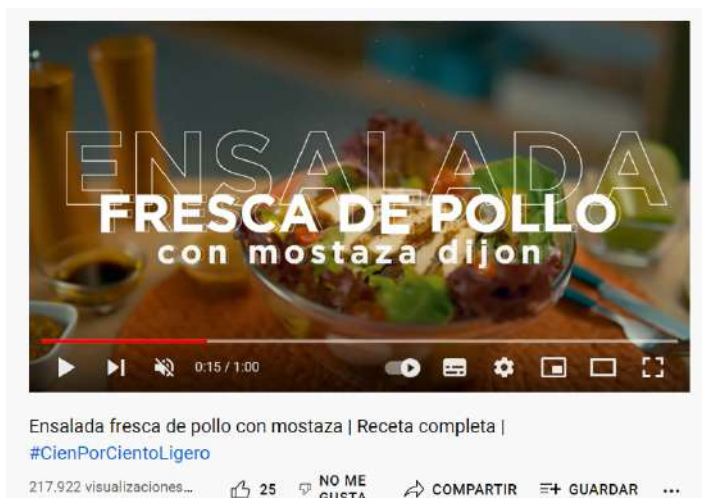 ENSALADA
FRESCA DE POLLO
con mostaza dijon
0:15 / 1:00
Ensalada fresca de pollo con mostaza | Receta completa |
#CienPorCientoLigero
217.922 visualizaciones... 25 NO ME GUSTA COMPARTIR GUARDAR ...